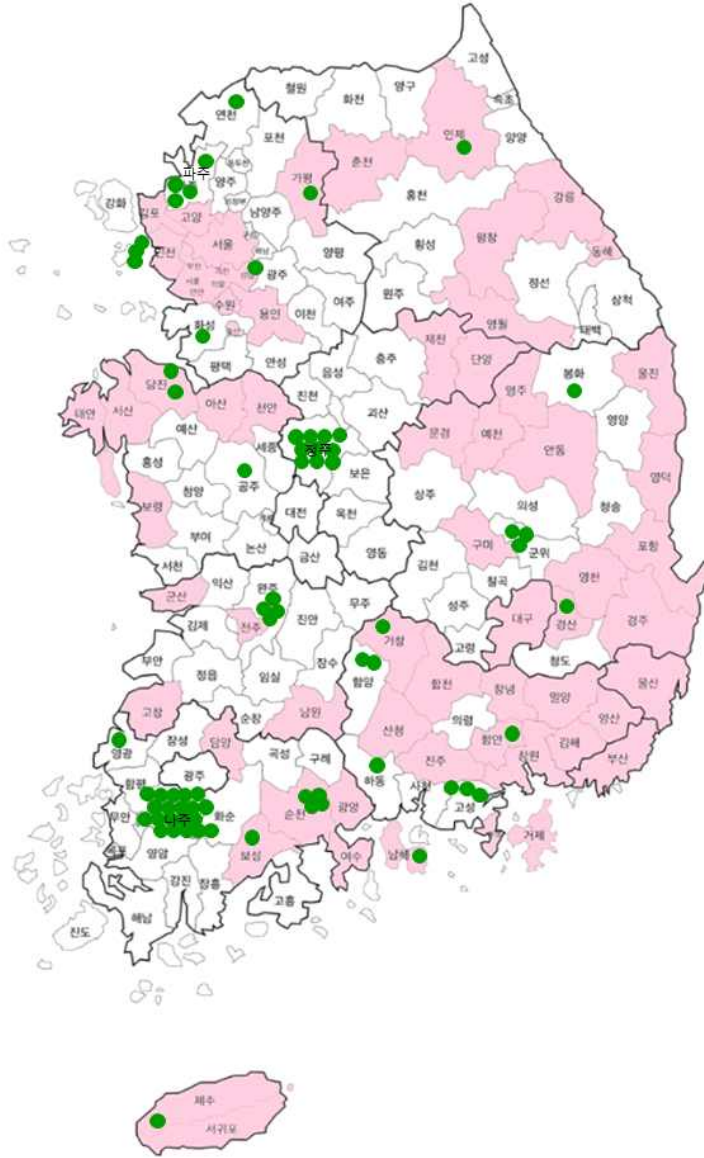 고성
철원
화천
양구
속초
연천
인제
양양
포천
춘천
가평
파주
양주
강화
홍천
강릉
남양주
김포
고양
서울
양평
횡성
평창
인천
동해
광주
정선
원주
삼척
수원
용인
이천
여주
화성
영월
태백
평택
안성
제천
단양
충주
음성
봉화
울진
당진
진천
영주
태안
서산
아산
천안
괴산
영양
예산
문경
예천
안동
세종
청주
홍성
보은
영덕
청양
공주
상주
의성
청송
보령
대전
옥천
부여
논산
구미
군위
포항
금산
영동
김천
서천
칠곡
영천
익산
완주
무주
군산
성주
대구
경산
경주
김제
전주
진안
거창
고령
청도
부안
장수
함양
정읍
임실
합천
창녕
밀양
울산
고창
순창
남원
산청
의령
양산
영광
장성
담양
곡성
구례
진주
함안
창원
김해
부산
광주
하동
함평
사천
고성
무안
나주
화순
순천
광양
거제
목포
영암
보성
여수
남해
강진
장흥
고흥
해남
진도
제주
서귀포